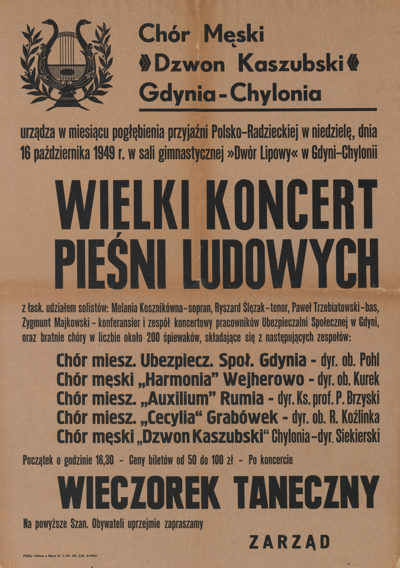 Chór Męski
»Dzwon Kaszubski«
Gdynia-Chylonia
urządza w miesiącu pogłębienia przyjaźni Polsko-Radzieckiej w niedzielę, dnia
16 października 1949 r. w sali gimnastycznej »Dwór Lipowy« w Gdyni-Chylonii
WIELKI KONCERT
PIEŚNI LUDOWYCH
z łask. udziałem solistów: Melania Kosznikówna-sopran, Ryszard Ślęzak-tenor, Paweł Trzebiatowski-bas,
Zygmunt Majkowski - konferansier i zespół koncertowy pracowników Ubezpieczalni Społecznej w Gdyni,
oraz bratnie chóry w liczbie około 200 śpiewaków, składające się z następujących zespołów:
Chór miesz. Ubezpiecz. Społ. Gdynia - dyr. ob. Pohl
Chór męski „Harmonia" Wejherowo - dyr. ob. Kurek
Chór miesz. „Auxilium" Rumia - dyr. Ks. prof. P. Brzyski
Chór miesz. „Cecylia" Grabówek - dyr. ob. R. Koźlinka
Chór męski „Dzwon Kaszubski" Chylonia-dyr. Siekierski
Początek o godzinie 16,30 - Ceny biletów od 50 do 100 zł - Po koncercie
WIECZOREK TANECZNY
Na powyższe Szan. Obywateli uprzejmie zapraszamy
ZARZĄD